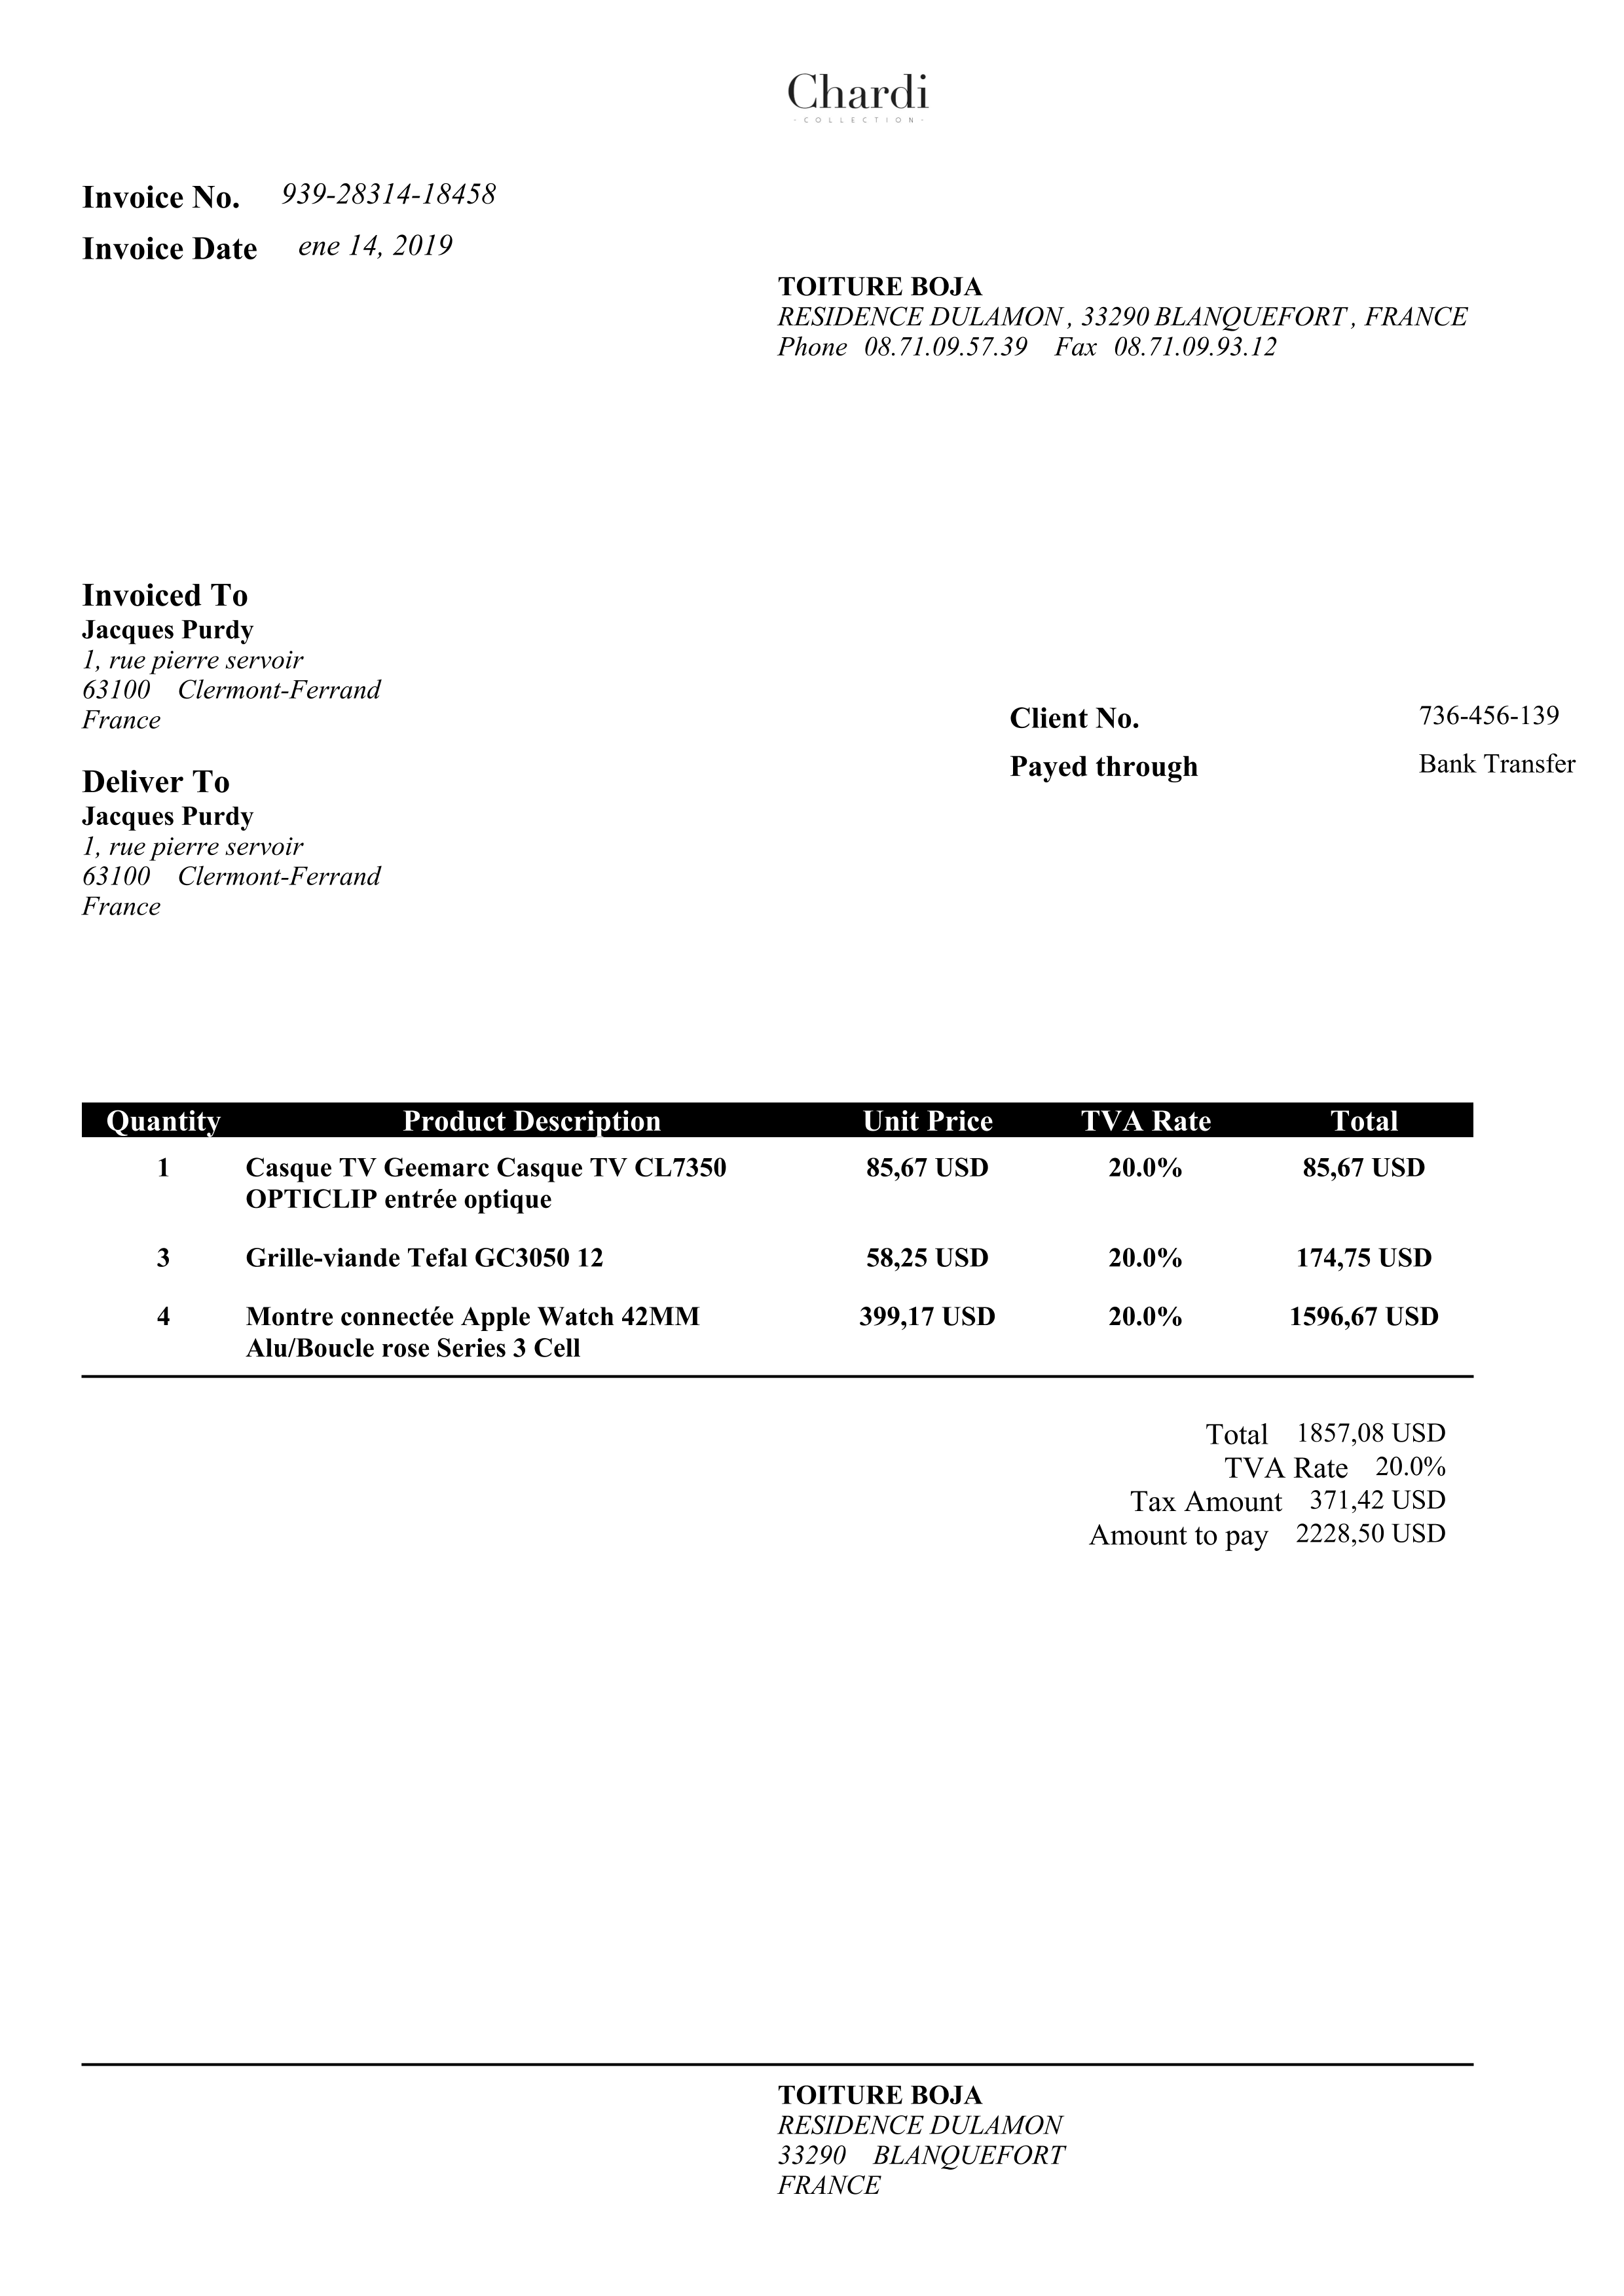 Chardi
· COLLECTION ·
Invoice No. 939-28314-18458
Invoice Date ene 14, 2019
TOITURE BOJA
RESIDENCE DULAMON , 33290 BLANQUEFORT , FRANCE
Phone 08.71.09.57.39 Fax 08.71.09.93.12
Invoiced To
Jacques Purdy
1, rue pierre servoir
63100 Clermont-Ferrand
France
Client No. 736-456-139
Payed through Bank Transfer
Deliver To
Jacques Purdy
1, rue pierre servoir
63100 Clermont-Ferrand
France
Quantity Product Description Unit Price TVA Rate Total
1 Casque TV Geemarc Casque TV CL7350 85,67 USD 20.0% 85,67 USD
OPTICLIP entrée optique
3 Grille-viande Tefal GC3050 12 58,25 USD 20.0% 174,75 USD
4 Montre connectée Apple Watch 42MM 399,17 USD 20.0% 1596,67 USD
Alu/Boucle rose Series 3 Cell
Total 1857,08 USD
TVA Rate 20.0%
Tax Amount 371,42 USD
Amount to pay 2228,50 USD
TOITURE BOJA
RESIDENCE DULAMON
33290 BLANQUEFORT
FRANCE